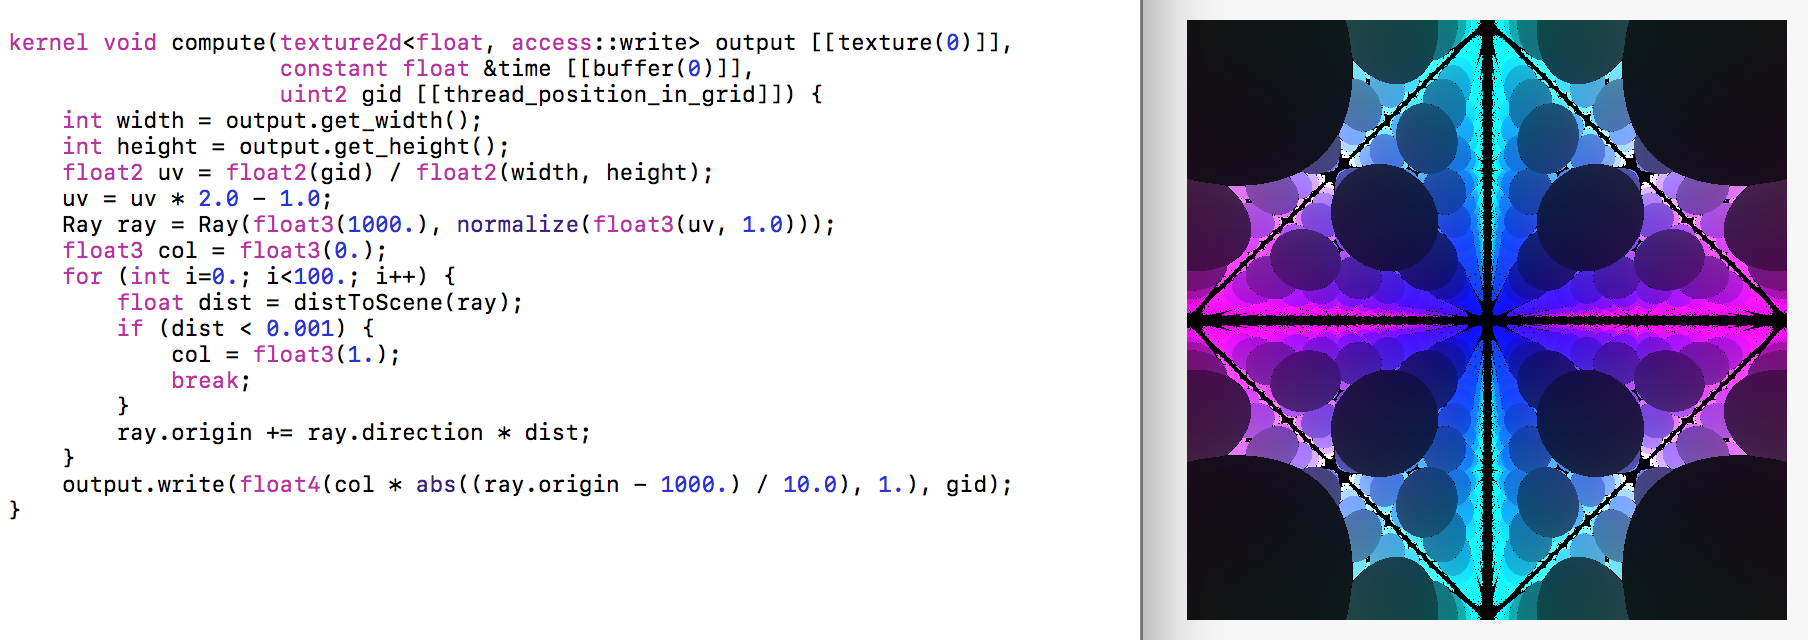 kernel void compute(texture2d<float, access::write> output [[texture(0)]],
                    constant float &time [[buffer(0)]],
                    uint2 gid [[thread_position_in_grid]]) {
    int width = output.get_width();
    int height = output.get_height();
    float2 uv = float2(gid) / float2(width, height);
    uv = uv * 2.0 - 1.0;
    Ray ray = Ray(float3(1000.), normalize(float3(uv, 1.0)));
    float3 col = float3(0.);
    for (int i=0.; i<100.; i++) {
        float dist = distToScene(ray);
        if (dist < 0.001) {
            col = float3(1.);
            break;
        }
        ray.origin += ray.direction * dist;
    }
    output.write(float4(col * abs((ray.origin - 1000.) / 10.0), 1.), gid);
}